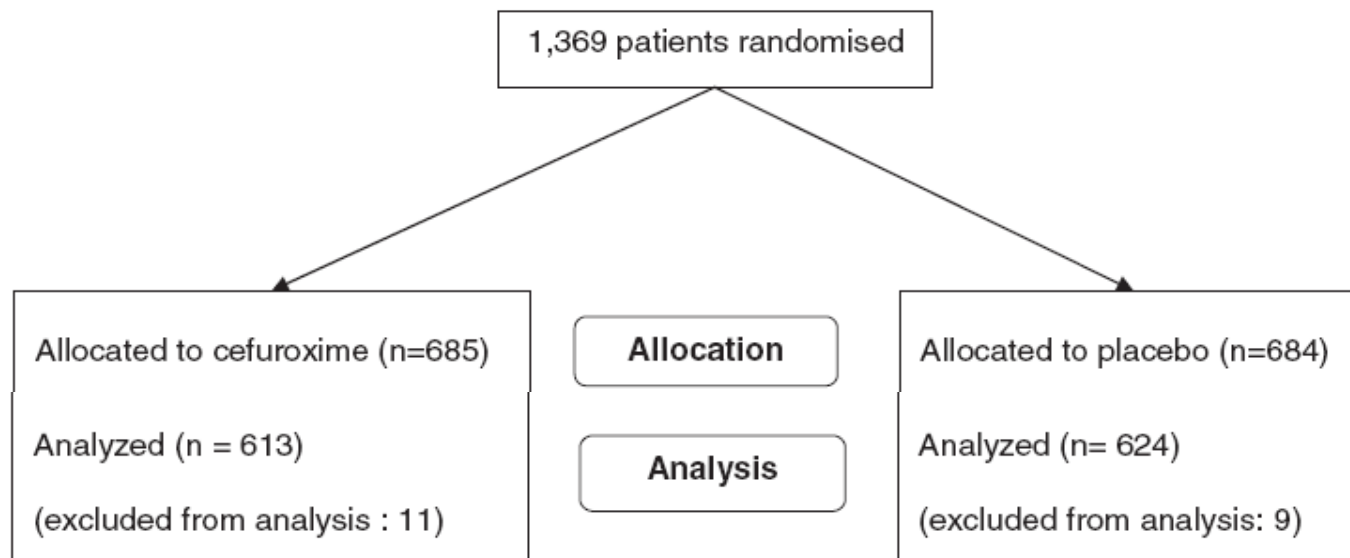 1,369 patients randomised
Allocated to cefuroxime (n=685)
Analyzed (n = 613)
(excluded from analysis : 11)
Allocation
Analysis
Allocated to placebo (n=684)
Analyzed (n= 624)
(excluded from analysis: 9)